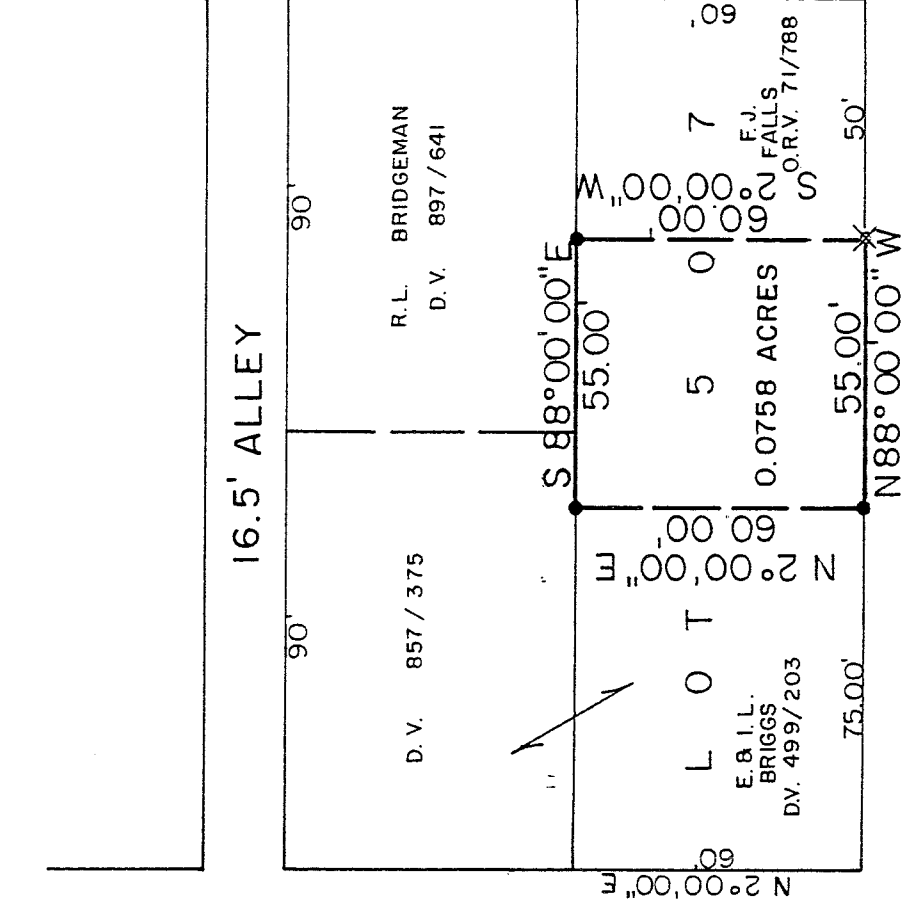 16.5' ALLEY
90'
90'
D. V. 857 / 375
R. L. BRIDGEMAN
D. V. 897 / 641
S 88°00'00" E
55.00'
L O T 5 0 7
0.0758 ACRES
55.00'
N88°00'00" W
N 2°00'00" E
60.00'
S 2°00'00" W
60.00'
E. & I. L.
BRIGGS
D.V. 499/203
75.00'
F. J.
FALLS
O.R.V. 71/788
50'
60'
60'
N 2°00'00" E